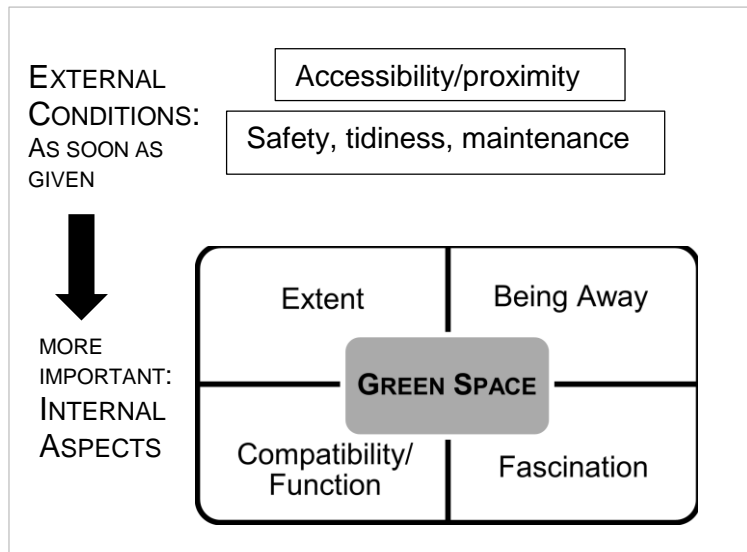 EXTERNAL
CONDITIONS:
AS SOON AS
GIVEN
Accessibility/proximity
Safety, tidiness, maintenance
MORE
IMPORTANT:
INTERNAL
ASPECTS
Extent
Being Away
GREEN SPACE
Compatibility/
Function
Fascination